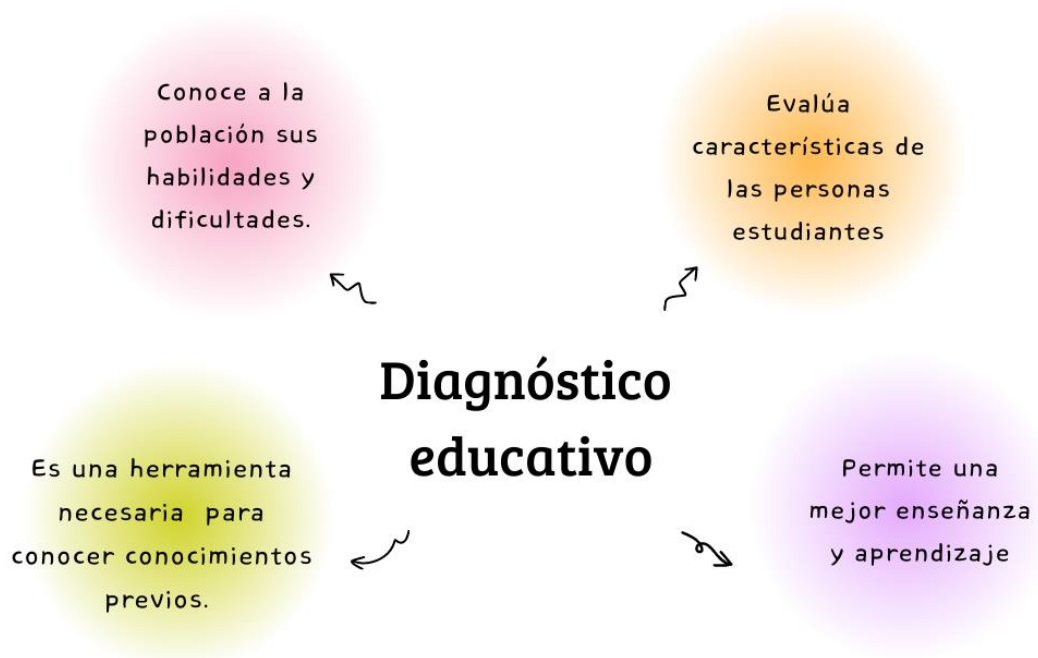 Conoce a la
población sus
habilidades y
dificultades.
Evalúa
características de
las personas
estudiantes
Diagnóstico
educativo
Es una herramienta
necesaria para
conocer conocimientos
previos.
Permite una
mejor enseñanza
y aprendizaje